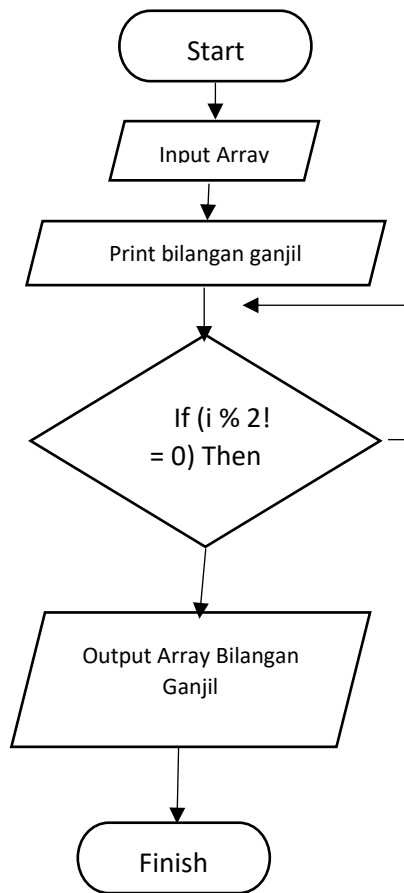 Start
Input Array
Print bilangan ganjil
If (i % 2!
= 0) Then
Output Array Bilangan
Ganjil
Finish